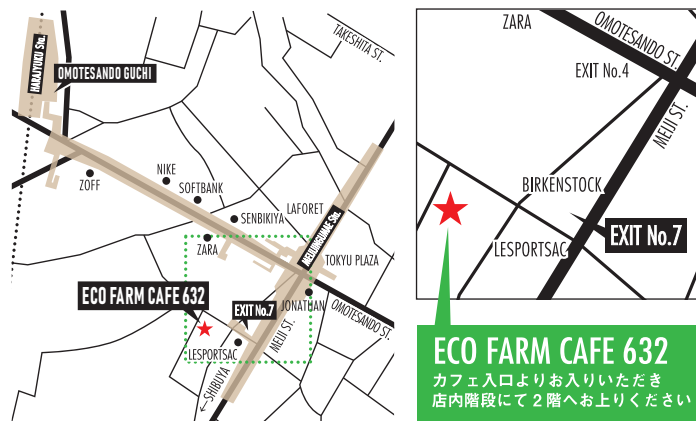 TAKESHITA ST.
HARAJYUKU Sta.
OMOTESANDO GUCHI
ZOFF
NIKE
SOFTBANK
SENBIKIYA
LAFORET
ZARA
MEIJIJINGUMAE Sta.
TOKYU PLAZA
ECO FARM CAFE 632
EXIT No.7
JONATHAN
OMOTESANDO ST.
LESPORTSAC
MEIJI ST.
←SHIBUYA
ZARA
OMOTESANDO ST.
EXIT No.4
MEIJI ST.
BIRKENSTOCK
EXIT No.7
LESPORTSAC
ECO FARM CAFE 632
カフェ入口よりお入りいただき
店内階段にて2階へお上りください